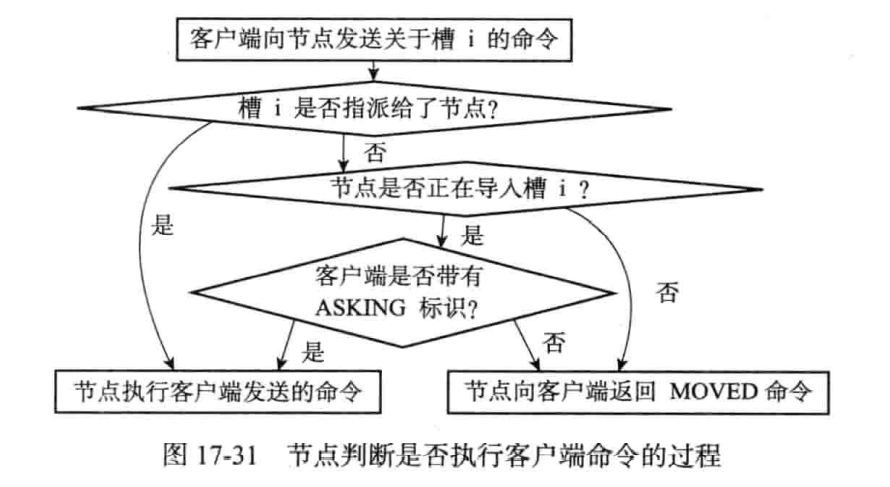 客户端向节点发送关于槽 i 的命令
槽 i 是否指派给了节点?
否
节点是否正在导入槽 i ?
是
是
客户端是否带有
ASKING 标识?
否
是
否
节点执行客户端发送的命令
节点向客户端返回 MOVED 命令
图 17-31 节点判断是否执行客户端命令的过程